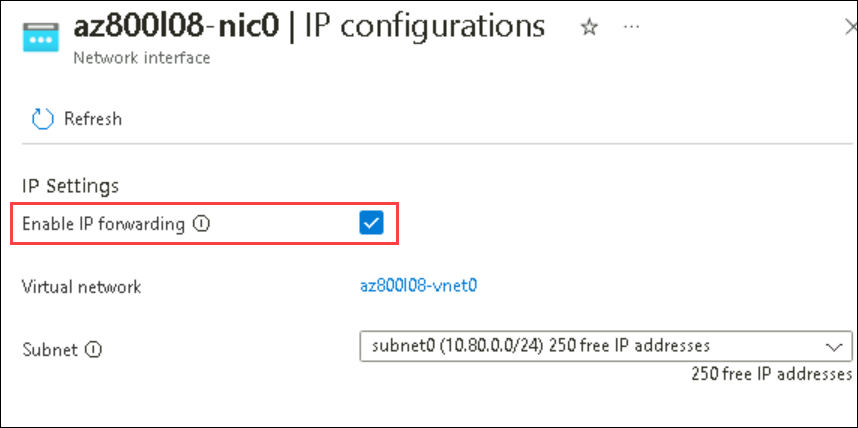 az800l08-nic0 | IP configurations
Network interface
Refresh
IP Settings
Enable IP forwarding
Virtual network az800l08-vnet0
Subnet subnet0 (10.80.0.0/24) 250 free IP addresses
250 free IP addresses